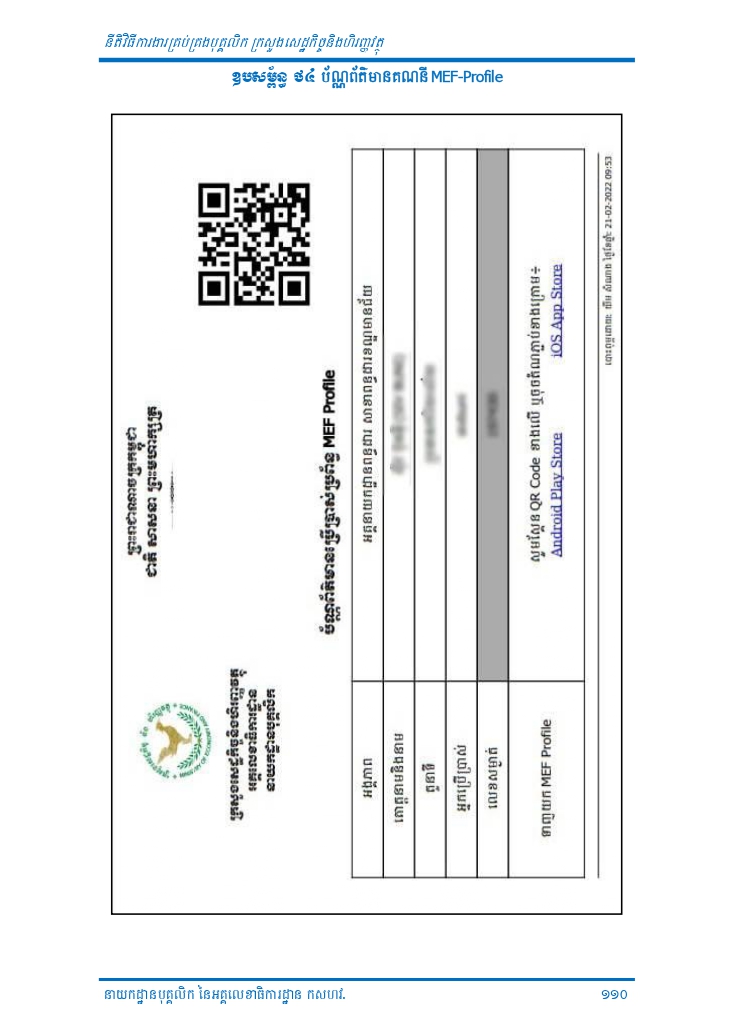 នីតិវិធីការងារគ្រប់គ្រងបុគ្គលិក ក្រសួងសេដ្ឋកិច្ចនិងហិរញ្ញវត្ថុ
ឧបសម្ព័ន្ធ ១៤ ប័ណ្ណព័ត៌មានគណនី MEF-Profile
ព្រះរាជាណាចក្រកម្ពុជា
ជាតិ សាសនា ព្រះមហាក្សត្រ
ក្រសួងសេដ្ឋកិច្ចនិងហិរញ្ញវត្ថុ
អគ្គលេខាធិការដ្ឋាន
នាយកដ្ឋានបុគ្គលិក
ប័ណ្ណព័ត៌មានប្រើប្រាស់ប្រព័ន្ធ MEF Profile
អង្គភាព អគ្គនាយកដ្ឋានពន្ធដារ សាខាពន្ធដារខណ្ឌមានជ័យ
គោត្តនាមនិងនាម
តួនាទី
អ្នកប្រើប្រាស់
លេខសម្ងាត់
ទាញយក MEF Profile សូមស្កែន QR Code ខាងលើ ឬចុចតំណភ្ជាប់ខាងក្រោម÷
Android Play Store iOS App Store
បោះពុម្ពដោយ: យឹម សំណាង ថ្ងៃខែឆ្នាំ: 21-02-2022 09:53
នាយកដ្ឋានបុគ្គលិក នៃអគ្គលេខាធិការដ្ឋាន កសហវ.
១១០